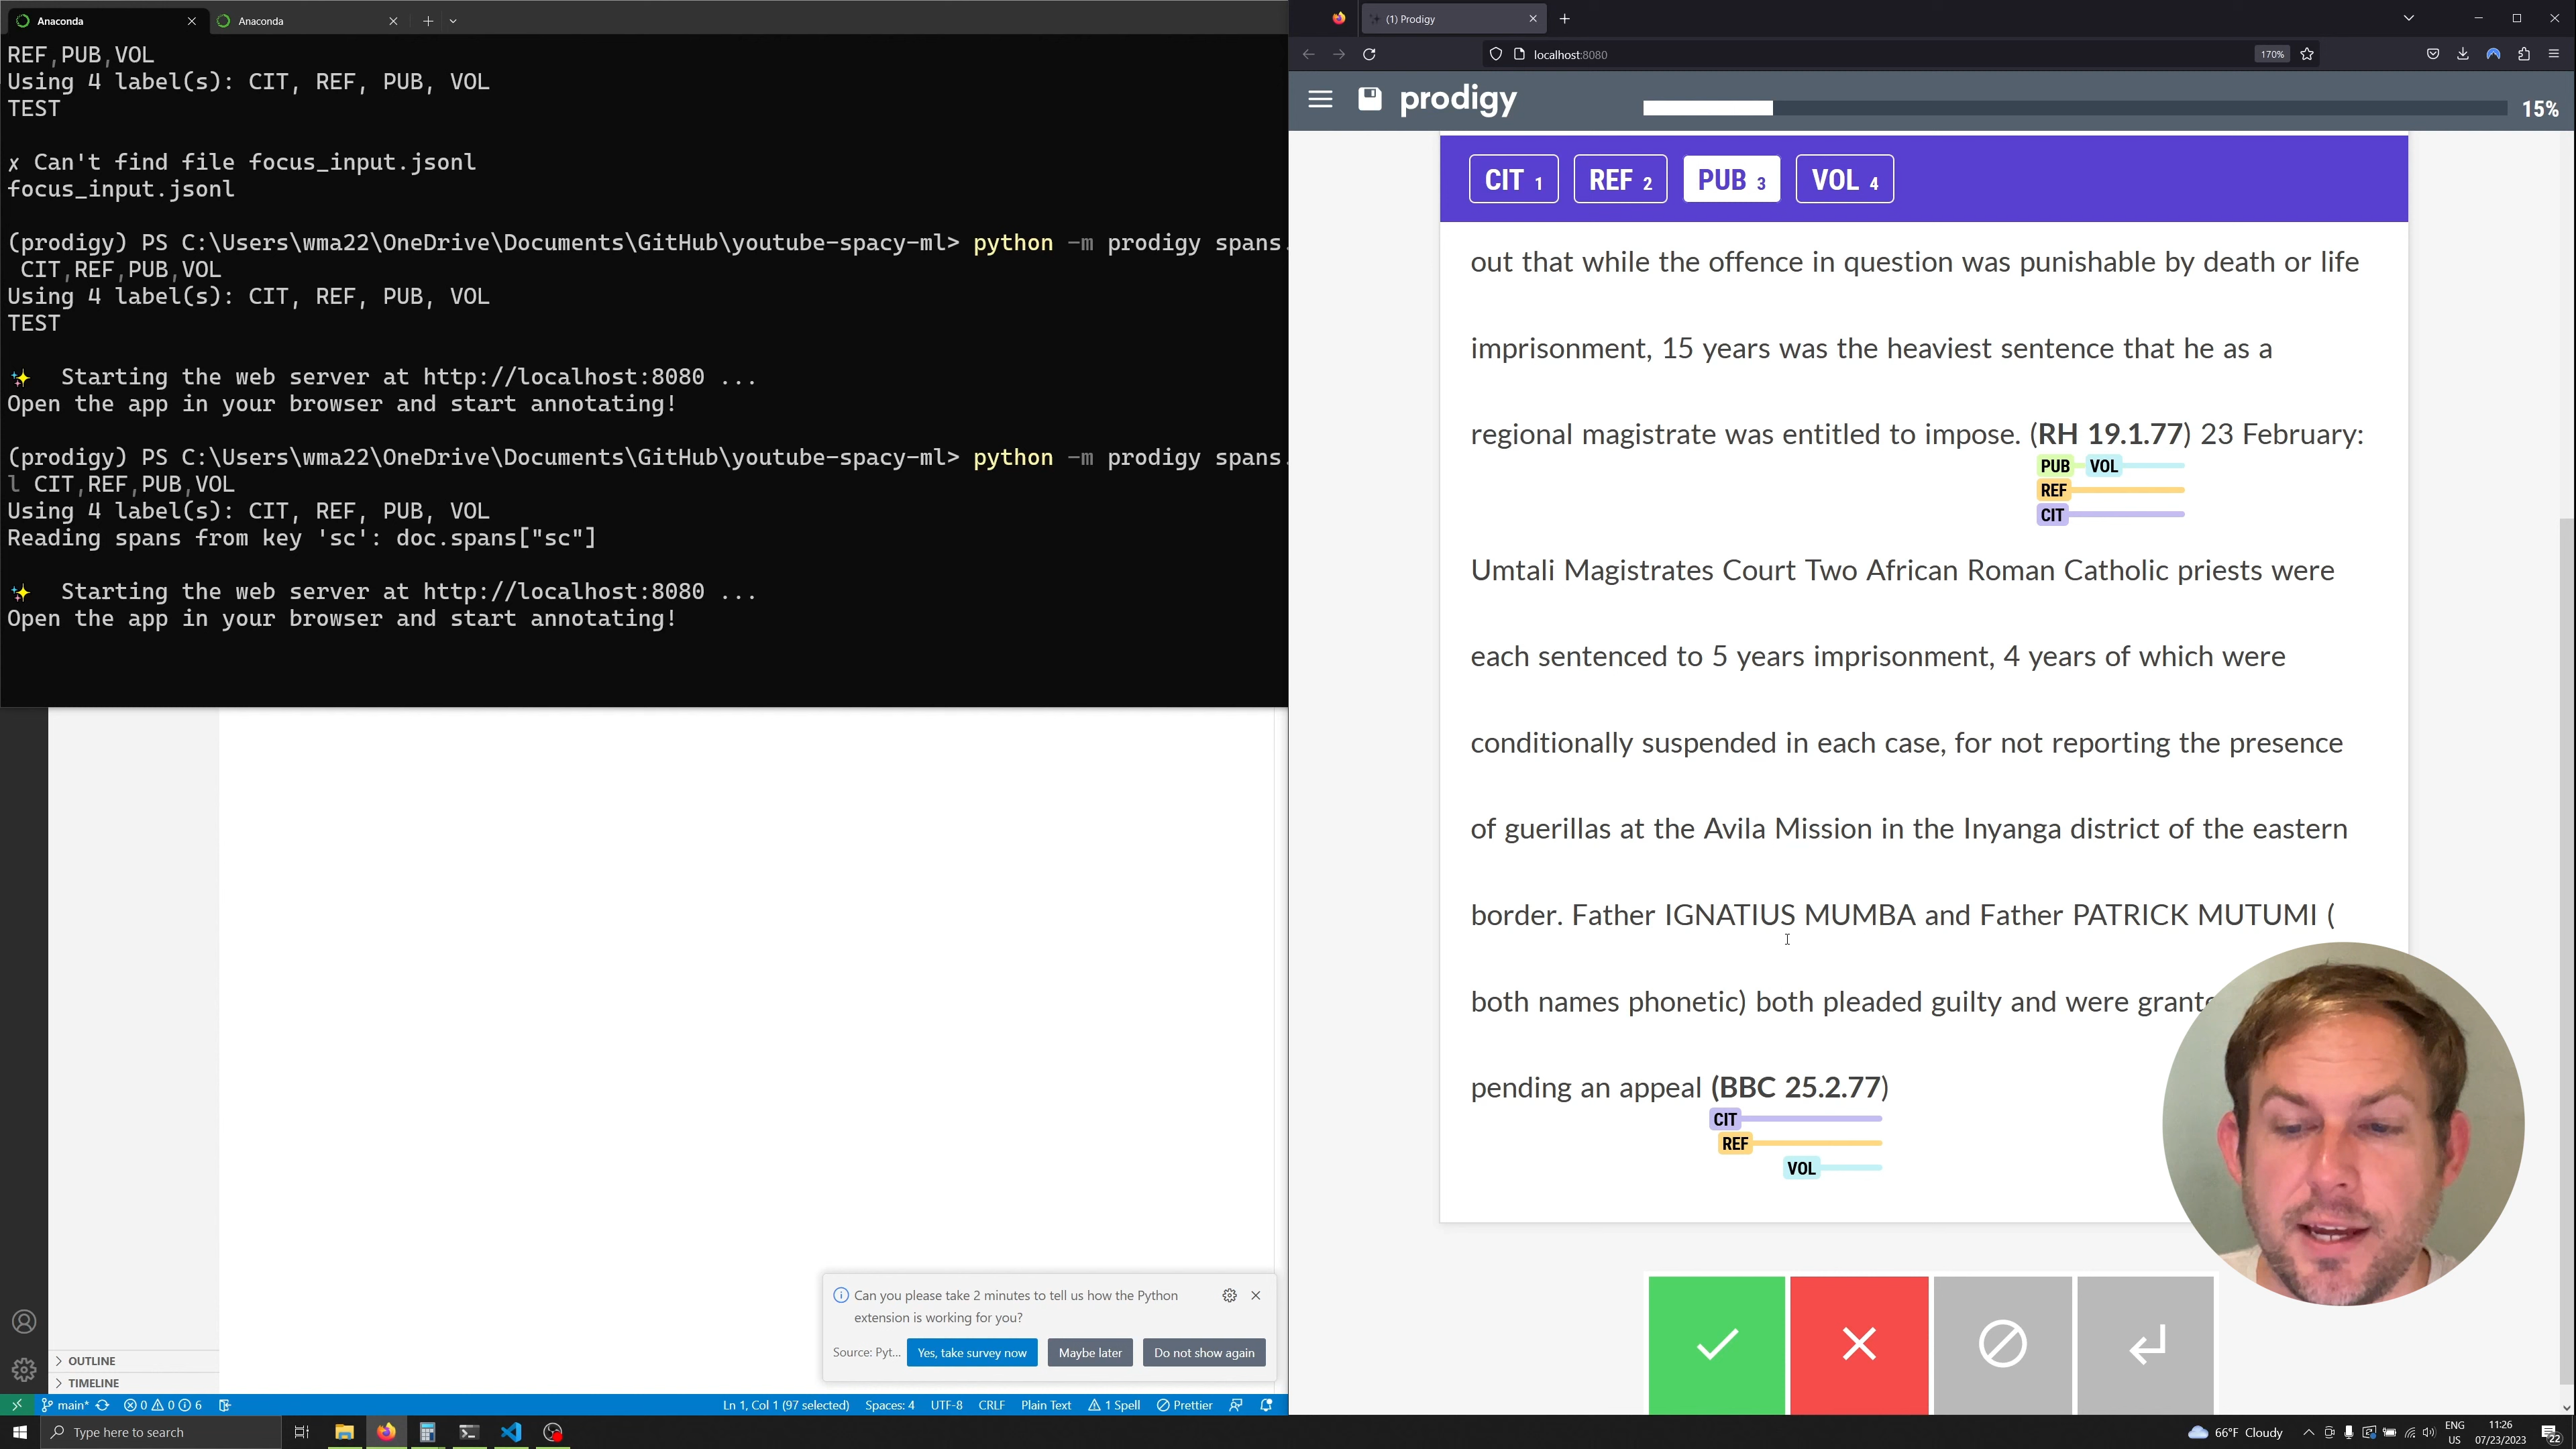 Anaconda
Anaconda
REF,PUB,VOL
Using 4 label(s): CIT, REF, PUB, VOL
TEST
✗ Can't find file focus_input.jsonl
focus_input.jsonl
(prodigy) PS C:\Users\wma22\OneDrive\Documents\GitHub\youtube-spacy-ml> python -m prodigy spans.
CIT,REF,PUB,VOL
Using 4 label(s): CIT, REF, PUB, VOL
TEST
✨ Starting the web server at http://localhost:8080 ...
Open the app in your browser and start annotating!
(prodigy) PS C:\Users\wma22\OneDrive\Documents\GitHub\youtube-spacy-ml> python -m prodigy spans.
l CIT,REF,PUB,VOL
Using 4 label(s): CIT, REF, PUB, VOL
Reading spans from key 'sc': doc.spans["sc"]
✨ Starting the web server at http://localhost:8080 ...
Open the app in your browser and start annotating!
Can you please take 2 minutes to tell us how the Python
extension is working for you?
Source: Pyt...
Yes, take survey now
Maybe later
Do not show again
OUTLINE
TIMELINE
main*
0 0 6
Ln 1, Col 1 (97 selected)
Spaces: 4
UTF-8
CRLF
Plain Text
1 Spell
Prettier
(1) Prodigy
localhost:8080
170%
prodigy
15%
CIT 1
REF 2
PUB 3
VOL 4
out that while the offence in question was punishable by death or life
imprisonment, 15 years was the heaviest sentence that he as a
regional magistrate was entitled to impose. (RH 19.1.77) 23 February:
PUB VOL
REF
CIT
Umtali Magistrates Court Two African Roman Catholic priests were
each sentenced to 5 years imprisonment, 4 years of which were
conditionally suspended in each case, for not reporting the presence
of guerillas at the Avila Mission in the Inyanga district of the eastern
border. Father IGNATIUS MUMBA and Father PATRICK MUTUMI (
both names phonetic) both pleaded guilty and were
pending an appeal (BBC 25.2.77)
CIT
REF
VOL
Type here to search
66°F Cloudy
ENG
US
11:26
07/23/2023
22